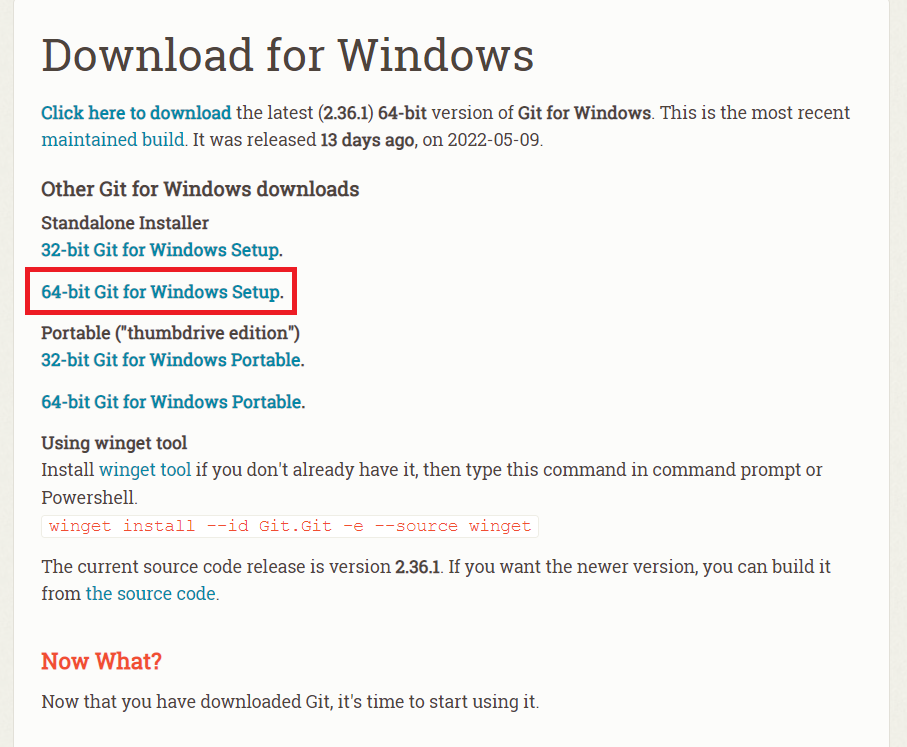 Download for Windows
Click here to download the latest (2.36.1) 64-bit version of Git for Windows. This is the most recent
maintained build. It was released 13 days ago, on 2022-05-09.
Other Git for Windows downloads
Standalone Installer
32-bit Git for Windows Setup.
64-bit Git for Windows Setup.
Portable ("thumbdrive edition")
32-bit Git for Windows Portable.
64-bit Git for Windows Portable.
Using winget tool
Install winget tool if you don't already have it, then type this command in command prompt or
Powershell.
winget install --id Git.Git -e --source winget
The current source code release is version 2.36.1. If you want the newer version, you can build it
from the source code.
Now What?
Now that you have downloaded Git, it's time to start using it.